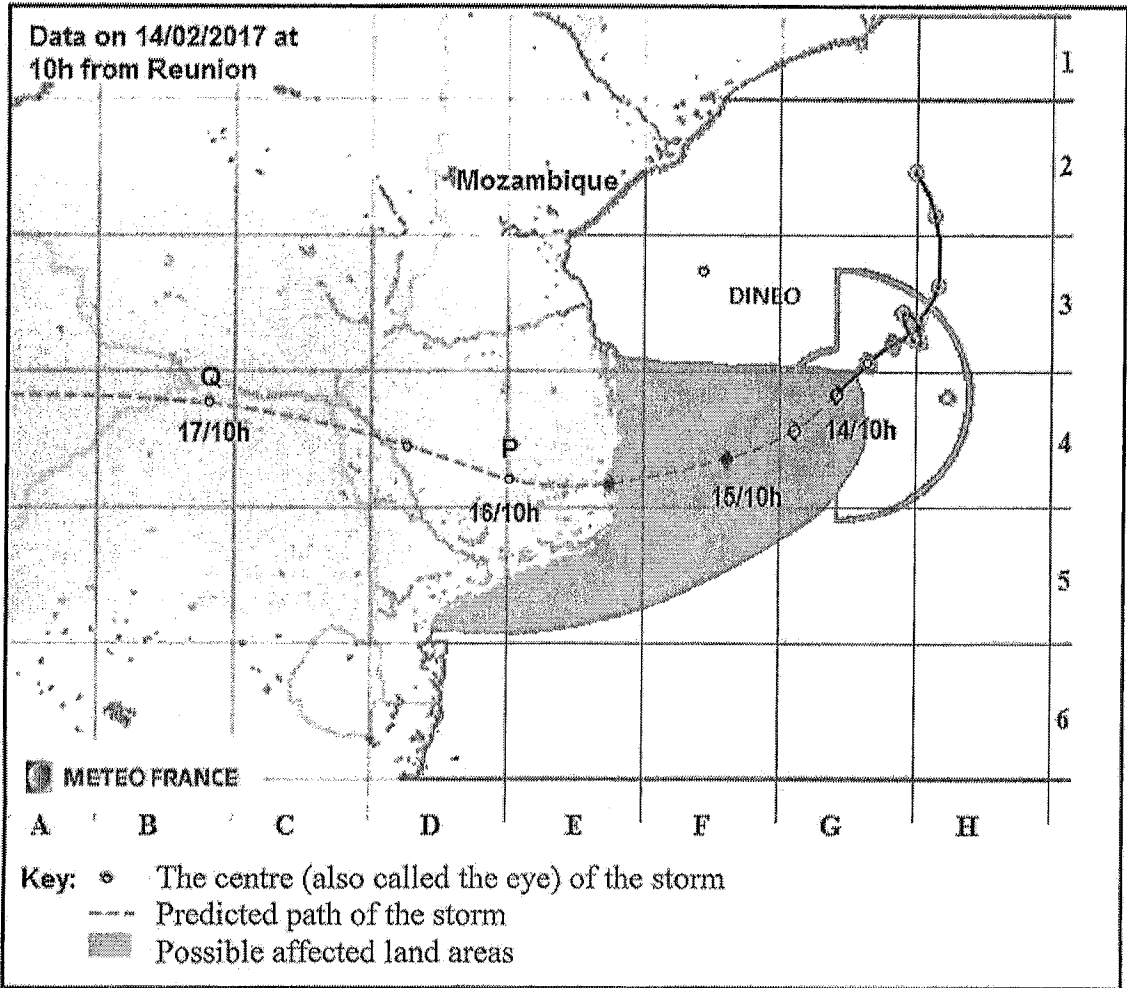 Data on 14/02/2017 at
10h from Reunion
1
2
Mozambique
DINEO
3
Q
17/10h
P
14/10h
4
16/10h
15/10h
5
6
METEO FRANCE
A B C D E F G H
Key: The centre (also called the eye) of the storm
Predicted path of the storm
Possible affected land areas